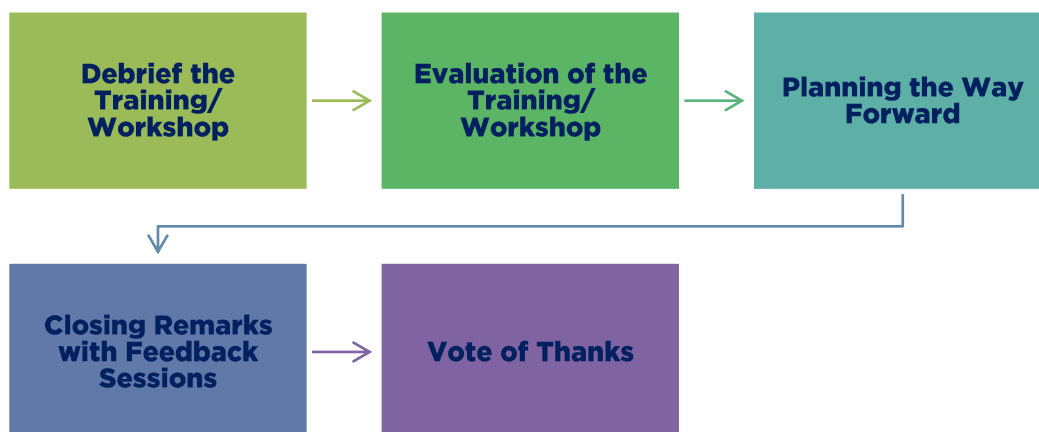 Debrief the
Training/
Workshop
Evaluation of the
Training/
Workshop
Planning the Way
Forward
Closing Remarks
with Feedback
Sessions
Vote of Thanks